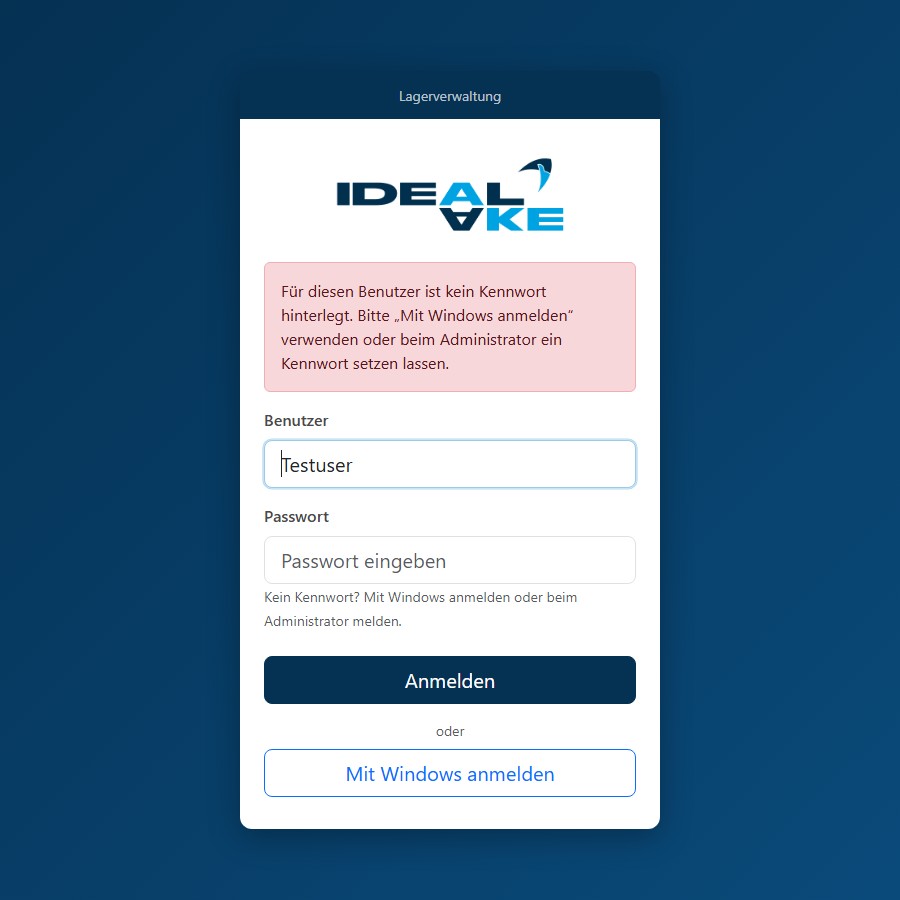 Lagerverwaltung
IDEAL
AKE
Für diesen Benutzer ist kein Kennwort
hinterlegt. Bitte „Mit Windows anmelden“
verwenden oder beim Administrator ein
Kennwort setzen lassen.
Benutzer
Testuser
Passwort
Passwort eingeben
Kein Kennwort? Mit Windows anmelden oder beim
Administrator melden.
Anmelden
oder
Mit Windows anmelden